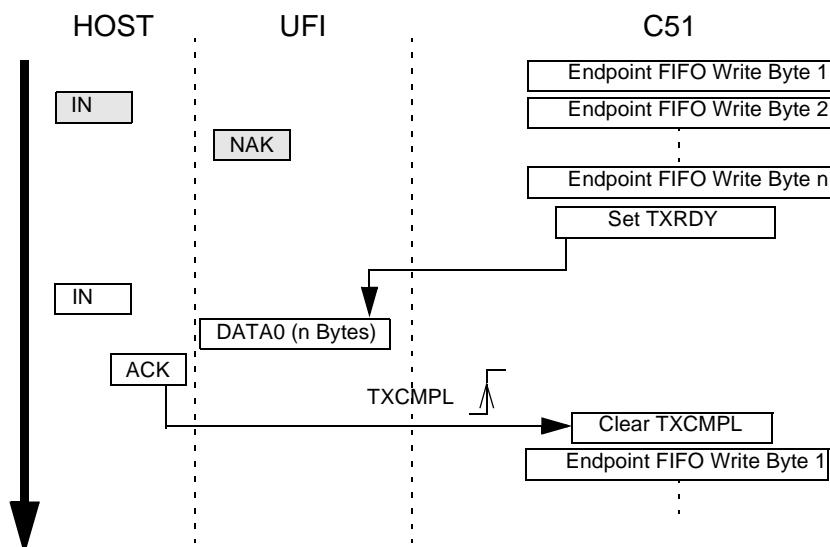 HOST UFI C51
Endpoint FIFO Write Byte 1
IN Endpoint FIFO Write Byte 2
NAK
Endpoint FIFO Write Byte n
Set TXRDY
IN
DATA0 (n Bytes)
ACK
TXCMPL
Clear TXCMPL
Endpoint FIFO Write Byte 1